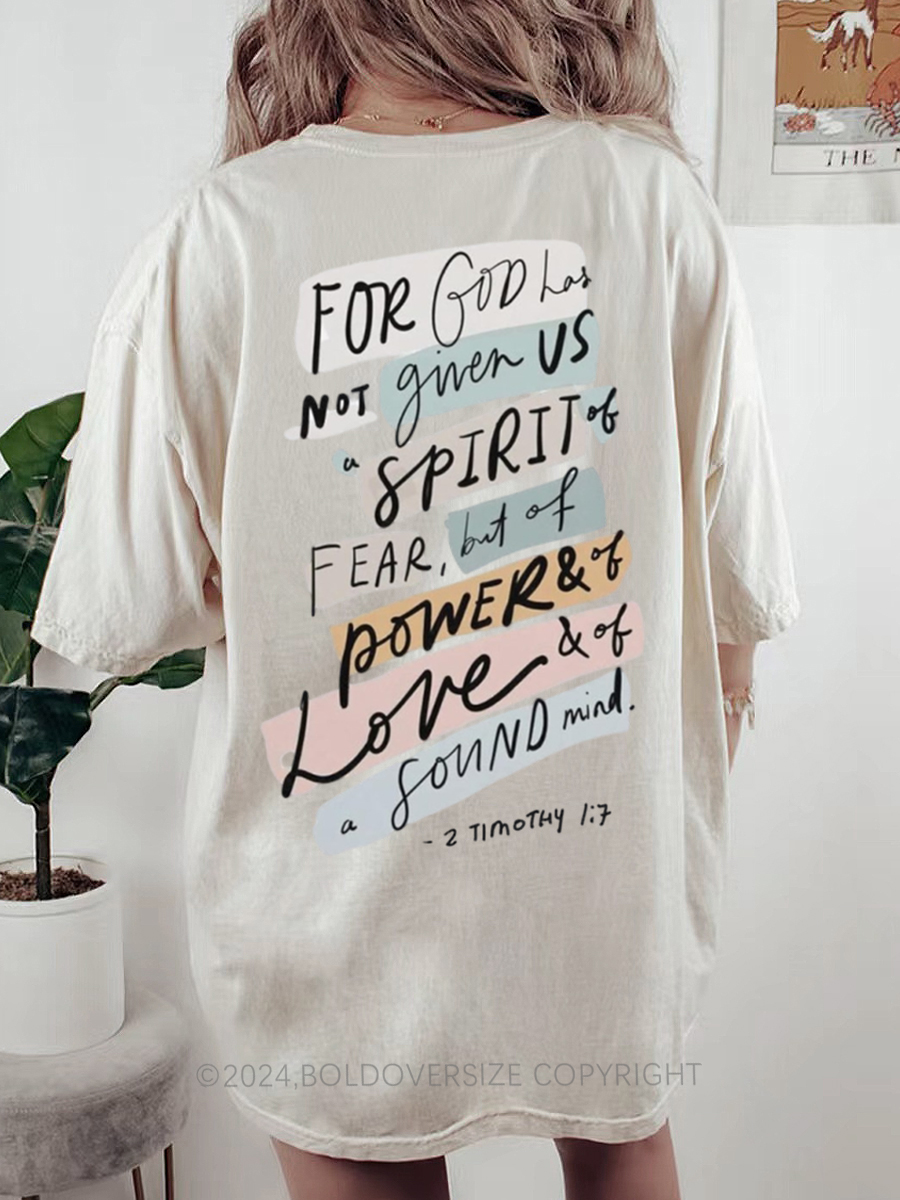 THE
FOR GOD has
NOT given US
a SPIRIT of
FEAR, but of
POWER & of
Love & of
a SOUND mind.
- 2 TIMOTHY 1:7
©2024,BOLDOVERSIZE COPYRIGHT